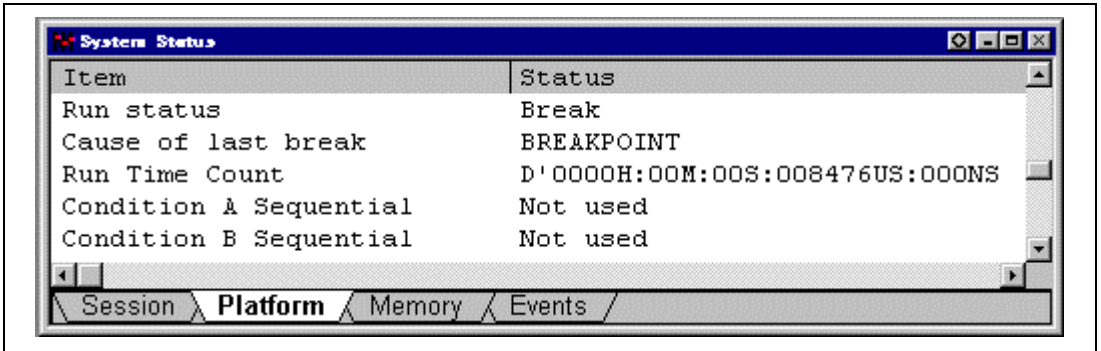 System Status
Item Status
Run status Break
Cause of last break BREAKPOINT
Run Time Count D'0000H:00M:00S:008476US:000NS
Condition A Sequential Not used
Condition B Sequential Not used
Session Platform Memory Events